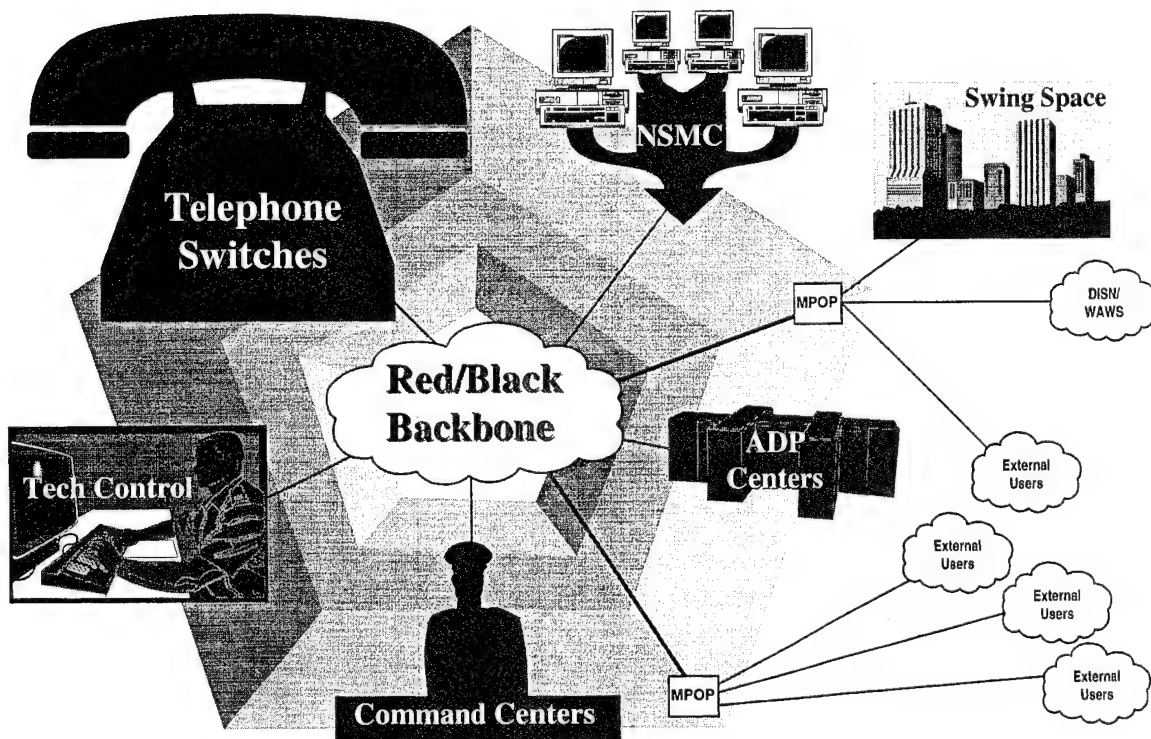 NSMC
Swing Space
Telephone
Switches
MPOP
DISN/
WAWS
Red/Black
Backbone
ADP
Centers
External
Users
Tech Control
External
Users
External
Users
External
Users
MPOP
Command Centers